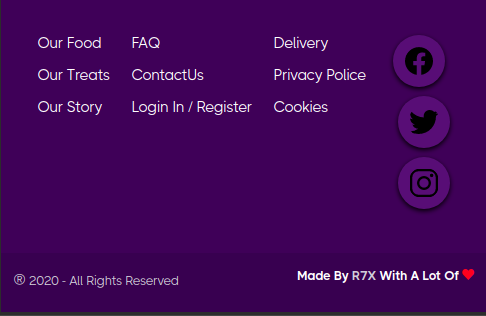 Our Food
Our Treats
Our Story
FAQ
ContactUs
Login In / Register
Delivery
Privacy Police
Cookies
® 2020 - All Rights Reserved
Made By R7X With A Lot Of ❤